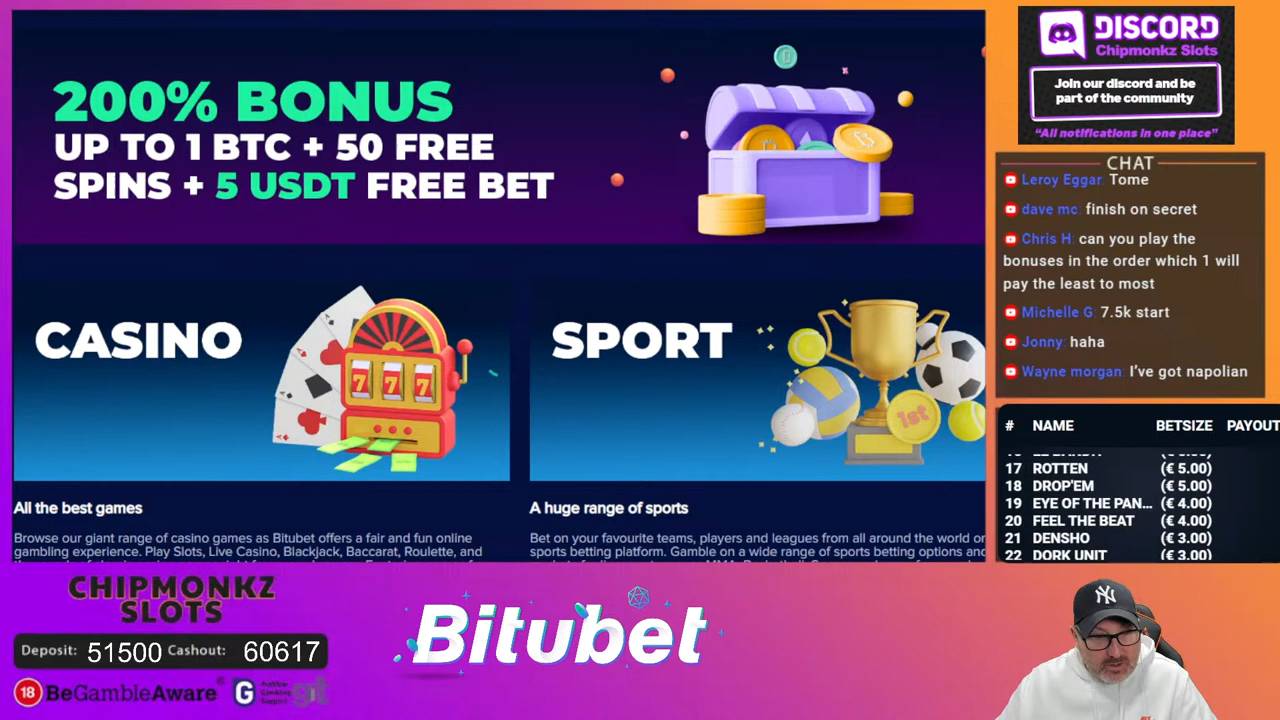 200% BONUS
UP TO 1 BTC + 50 FREE
SPINS + 5 USDT FREE BET
CASINO
777
SPORT
1st
All the best games
Browse our giant range of casino games as Bitubet offers a fair and fun online
gambling experience. Play Slots, Live Casino, Blackjack, Baccarat, Roulette, and
A huge range of sports
Bet on your favourite teams, players and leagues from all around the world on
sports betting platform. Gamble on a wide range of sports betting options and
DISCORD
Chipmonkz Slots
Join our discord and be
part of the community
"All notifications in one place"
CHAT
Leroy Eggar: Tome
dave mc: finish on secret
Chris H: can you play the
bonuses in the order which 1 will
pay the least to most
Michelle G: 7.5k start
Jonny: haha
Wayne morgan: I've got napolian
# NAME BETSIZE PAYOUT
17 ROTTEN (€ 5.00)
18 DROP'EM (€ 5.00)
19 EYE OF THE PAN... (€ 4.00)
20 FEEL THE BEAT (€ 4.00)
21 DENSHO (€ 3.00)
22 DORK UNIT (€ 3.00)
CHIPMONKZ
SLOTS
Deposit: 51500 Cashout: 60617
18 BeGambleAware
Bitubet